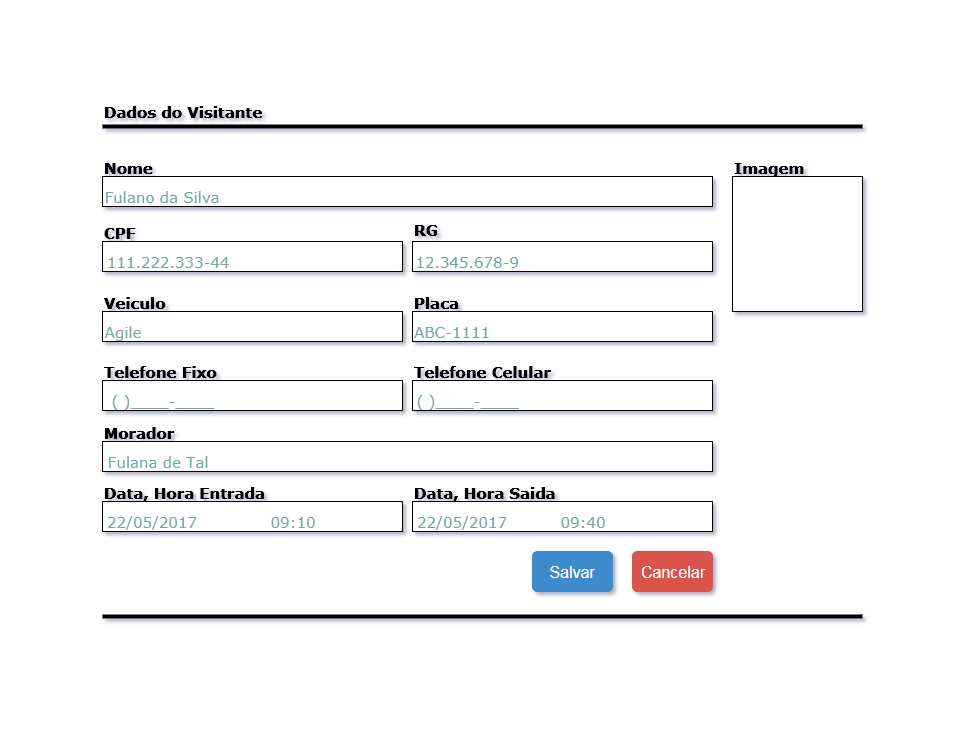 Dados do Visitante
Nome Imagem
Fulano da Silva
CPF RG
111.222.333-44 12.345.678-9
Veiculo Placa
Agile ABC-1111
Telefone Fixo Telefone Celular
( )____-____ ( )____-____
Morador
Fulana de Tal
Data, Hora Entrada Data, Hora Saida
22/05/2017 09:10 22/05/2017 09:40
Salvar Cancelar